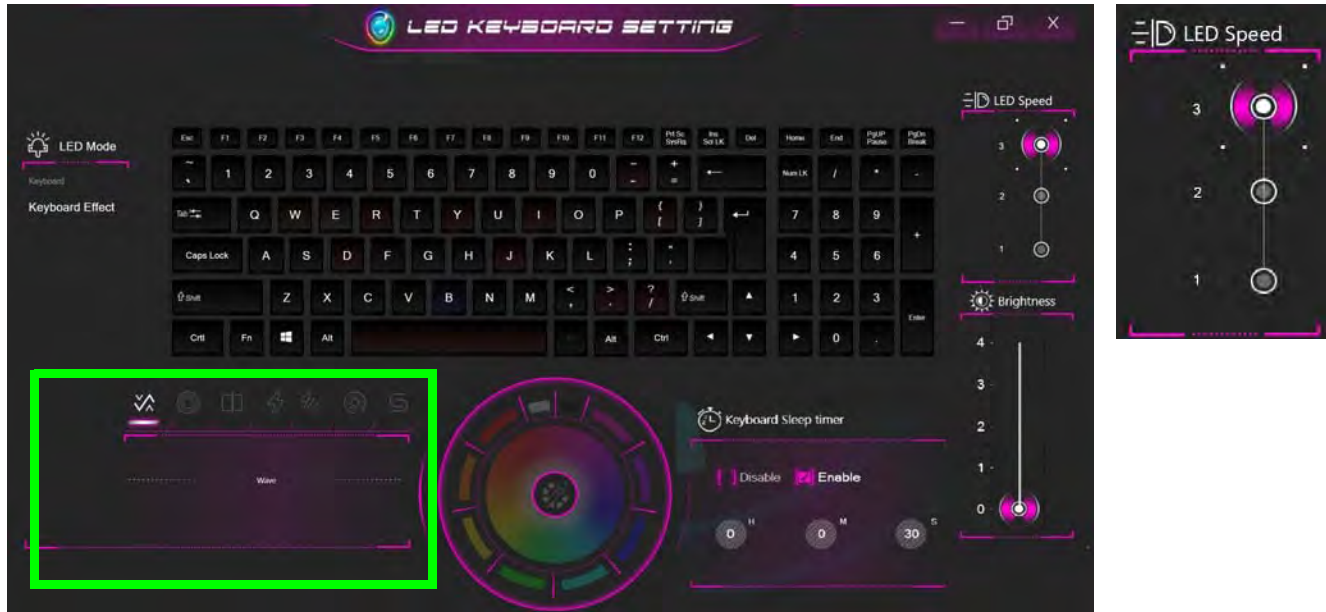 LED KEYBOARD SETTING
LED Speed
3
2
1
LED Mode
Keyboard
Keyboard Effect
Esc F1 F2 F3 F4 F5 F6 F7 F8 F9 F10 F11 F12 Prt Sc SysRq Ins Scr LK Del Home End PgUP Pause PgDn Break
~ ` 1 2 3 4 5 6 7 8 9 0 _ - + = ← Num LK / * -
Tab Q W E R T Y U I O P { [ } ] 7 8 9 +
Caps Lock A S D F G H J K L : ; " ' 4 5 6
Shift Z X C V B N M < , > . ? / Shift ▲ 1 2 3 Enter
Crtl Fn Alt Alt Ctrl ◄ ▼ ► 0 .
LED Speed
3
2
1
Brightness
4
3
2
1
0
Wave
Keyboard Sleep timer
Disable Enable
0 H 0 M 30 S